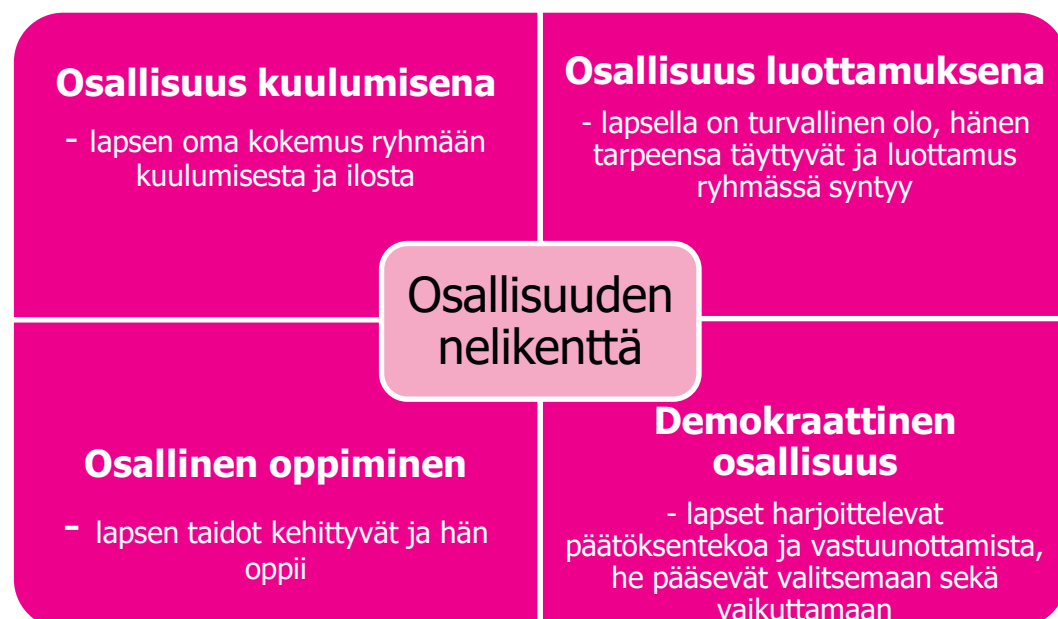 Osallisuus kuulumisena
- lapsen oma kokemus ryhmään
kuulumisesta ja ilosta
Osallisuus luottamuksena
- lapsella on turvallinen olo, hänen
tarpeensa täyttyvät ja luottamus
ryhmässä syntyy
Osallisuuden
nelikenttä
Osallinen oppiminen
- lapsen taidot kehittyvät ja hän
oppii
Demokraattinen
osallisuus
- lapset harjoittelevat
päätöksentekoa ja vastuunottamista,
he pääsevät valitsemaan sekä
vaikuttamaan